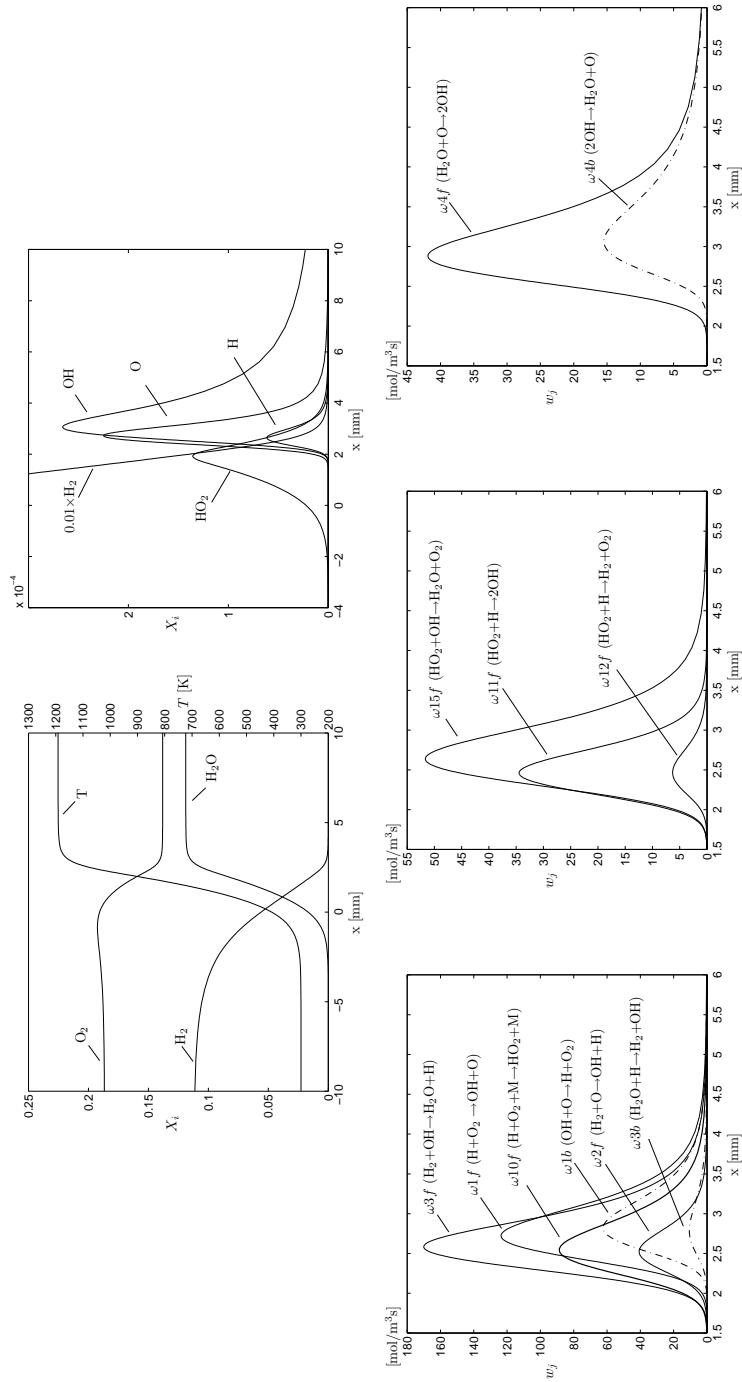 0.25
0.2
0.15
0.1
0.05
0
X_i
1300
1200
1100
1000
900
800
700
600
500
400
300
200
T [K]
O₂
H₂
T
H₂O
−10
−5
0
5
10
x [mm]
x 10⁻⁴
2
1
0
X_i
0.01×H₂
HO₂
OH
O
H
−4
−2
0
2
4
6
8
10
x [mm]
[mol/m³s]
180
160
140
120
100
80
60
40
20
0
w_j
ω3f (H₂+OH→H₂O+H)
ω1f (H+O₂→OH+O)
ω10f (H+O₂+M→HO₂+M)
ω1b (OH+O→H+O₂)
ω2f (H₂+O→OH+H)
ω3b (H₂O+H→H₂+OH)
1.5
2
2.5
3
3.5
4
4.5
5
5.5
6
x [mm]
[mol/m³s]
55
50
45
40
35
30
25
20
15
10
5
0
w_j
ω15f (HO₂+OH→H₂O+O₂)
ω11f (HO₂+H→2OH)
ω12f (HO₂+H→H₂+O₂)
1.5
2
2.5
3
3.5
4
4.5
5
5.5
6
x [mm]
[mol/m³s]
45
40
35
30
25
20
15
10
5
0
w_j
ω4f (H₂O+O→2OH)
ω4b (2OH→H₂O+O)
1.5
2
2.5
3
3.5
4
4.5
5
5.5
6
x [mm]